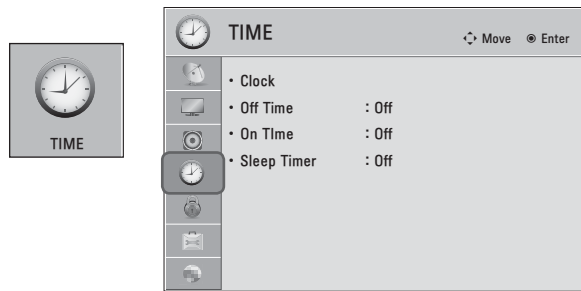 TIME
TIME
Move Enter
• Clock
• Off Time : Off
• On TIme : Off
• Sleep Timer : Off